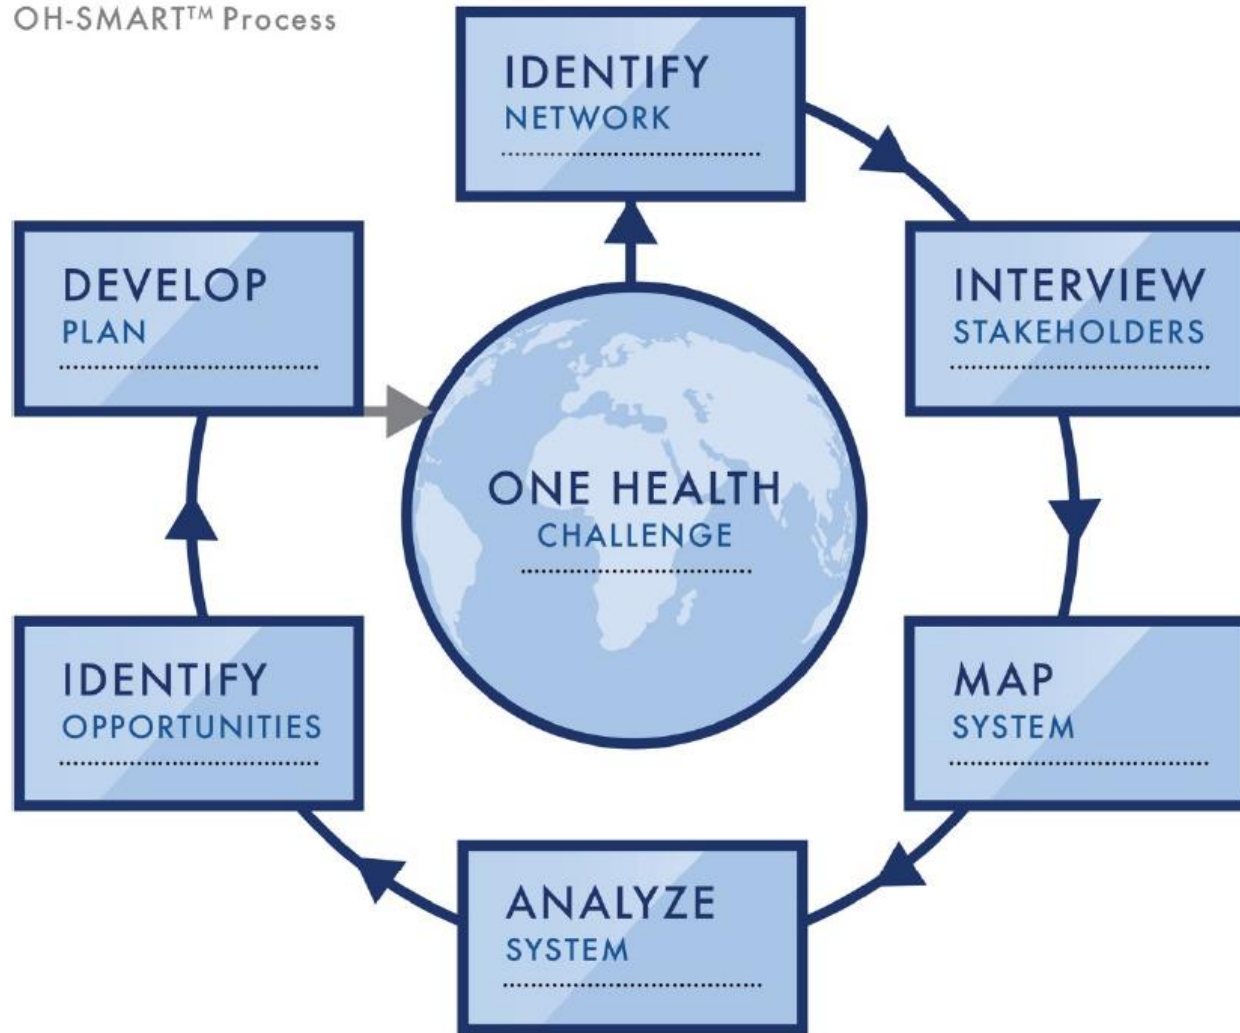 OH-SMART™ Process
IDENTIFY
NETWORK
INTERVIEW
STAKEHOLDERS
MAP
SYSTEM
ANALYZE
SYSTEM
IDENTIFY
OPPORTUNITIES
DEVELOP
PLAN
ONE HEALTH
CHALLENGE